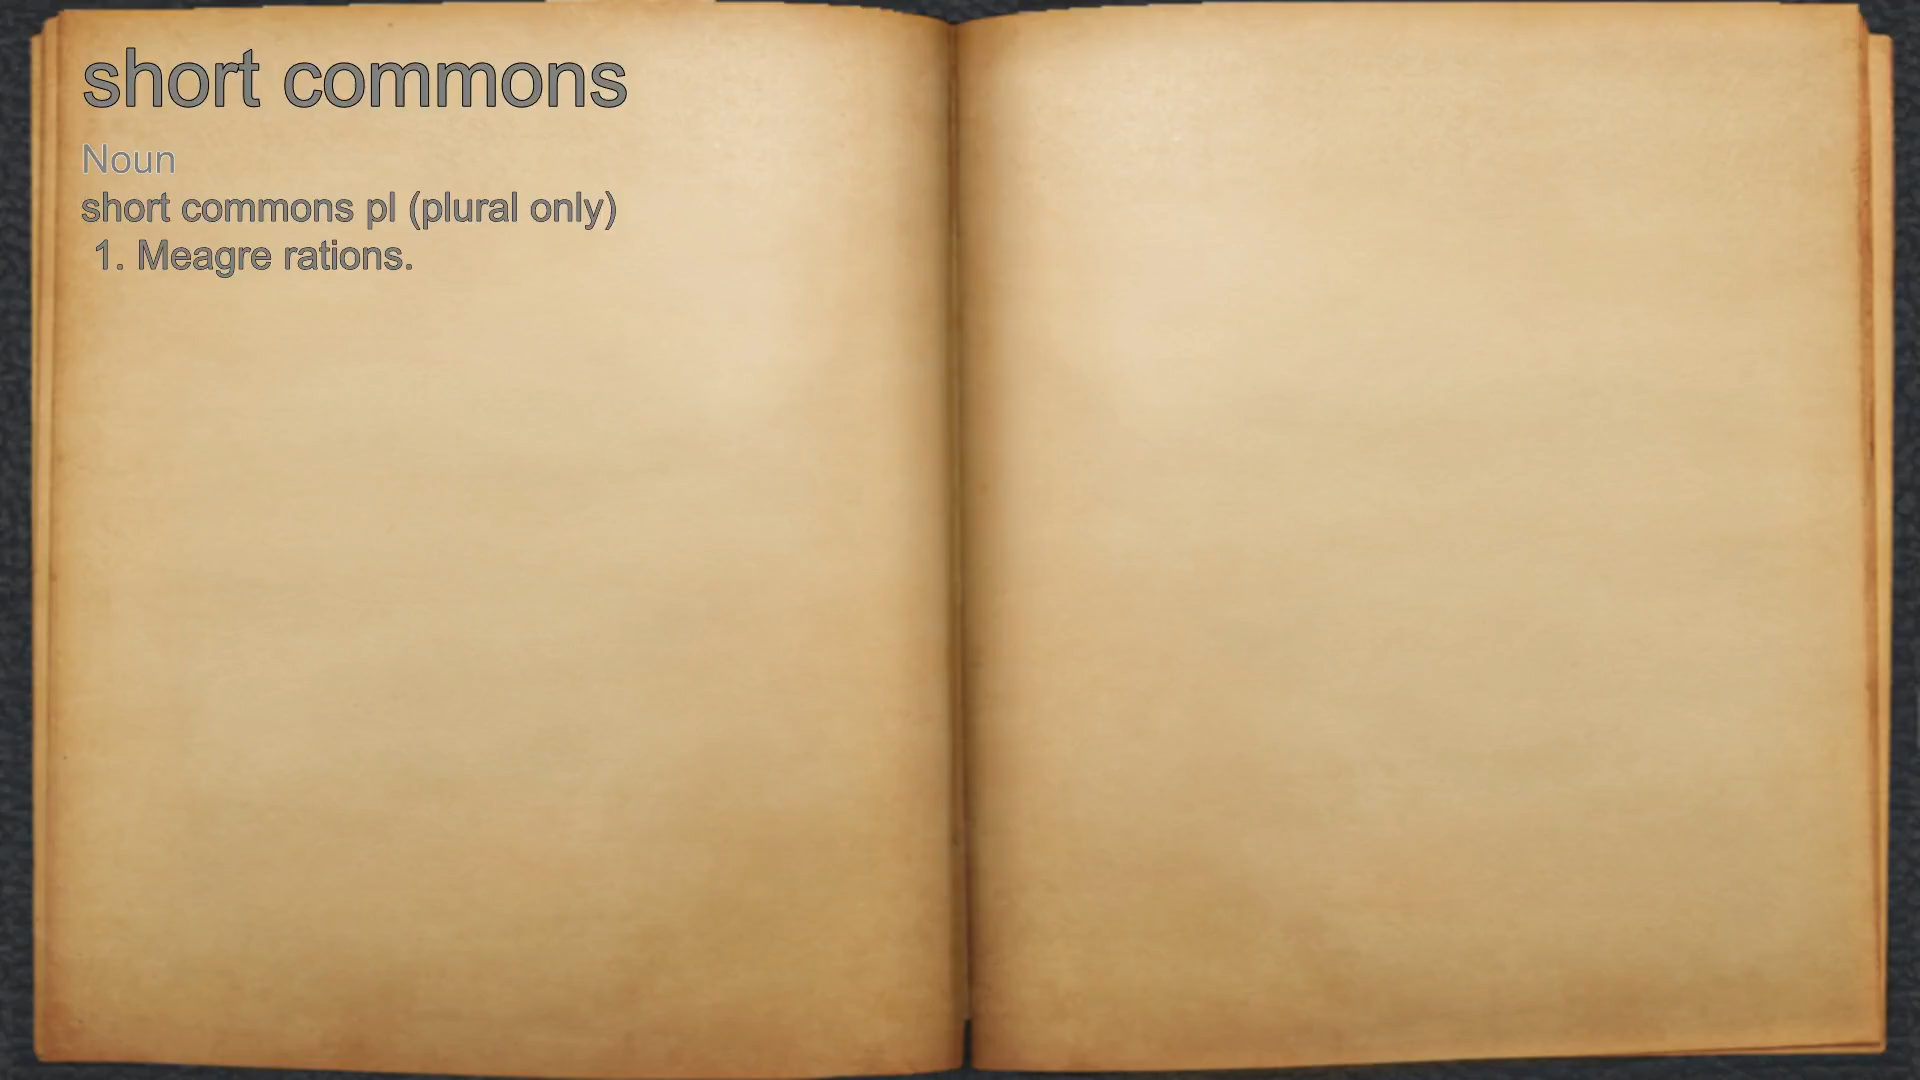 short commons
Noun
short commons pl (plural only)
1. Meagre rations.